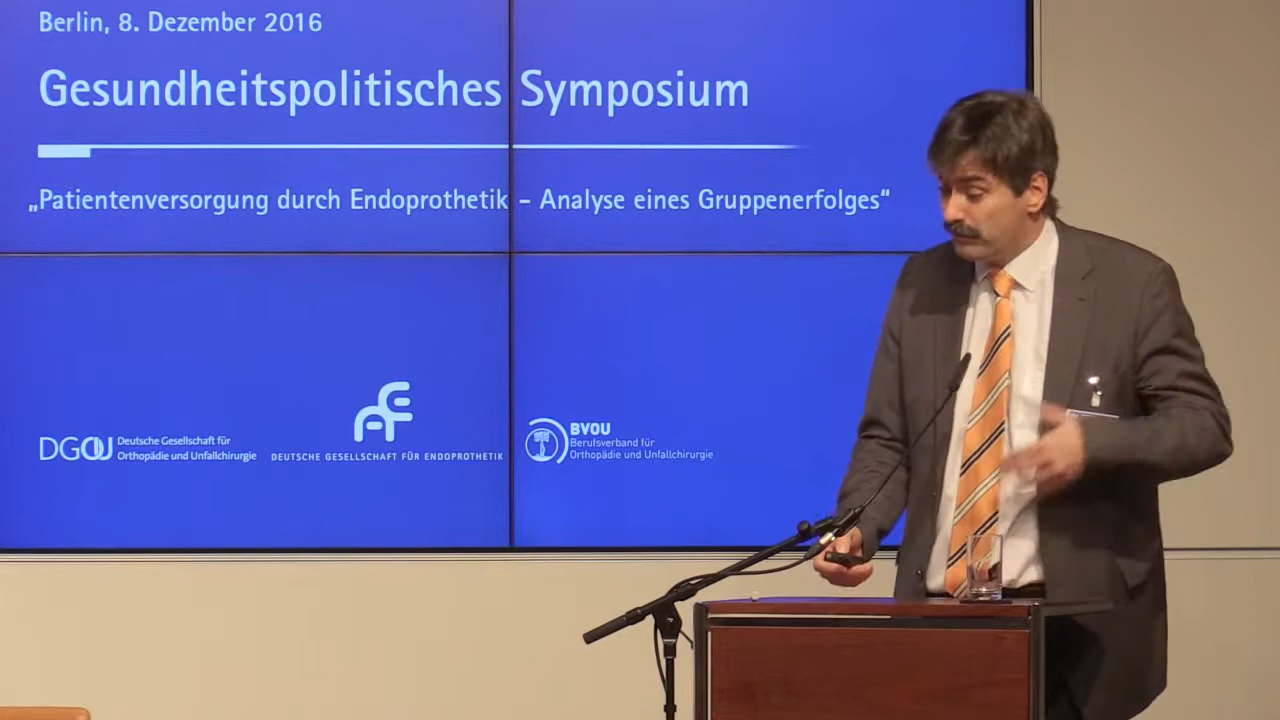 Berlin, 8. Dezember 2016
Gesundheitspolitisches Symposium
„Patientenversorgung durch Endoprothetik – Analyse eines Gruppenerfolges“
DGOU Deutsche Gesellschaft für
Orthopädie und Unfallchirurgie
AE
DEUTSCHE GESELLSCHAFT FÜR ENDOPROTHETIK
BVOU
Berufsverband für
Orthopädie und Unfallchirurgie